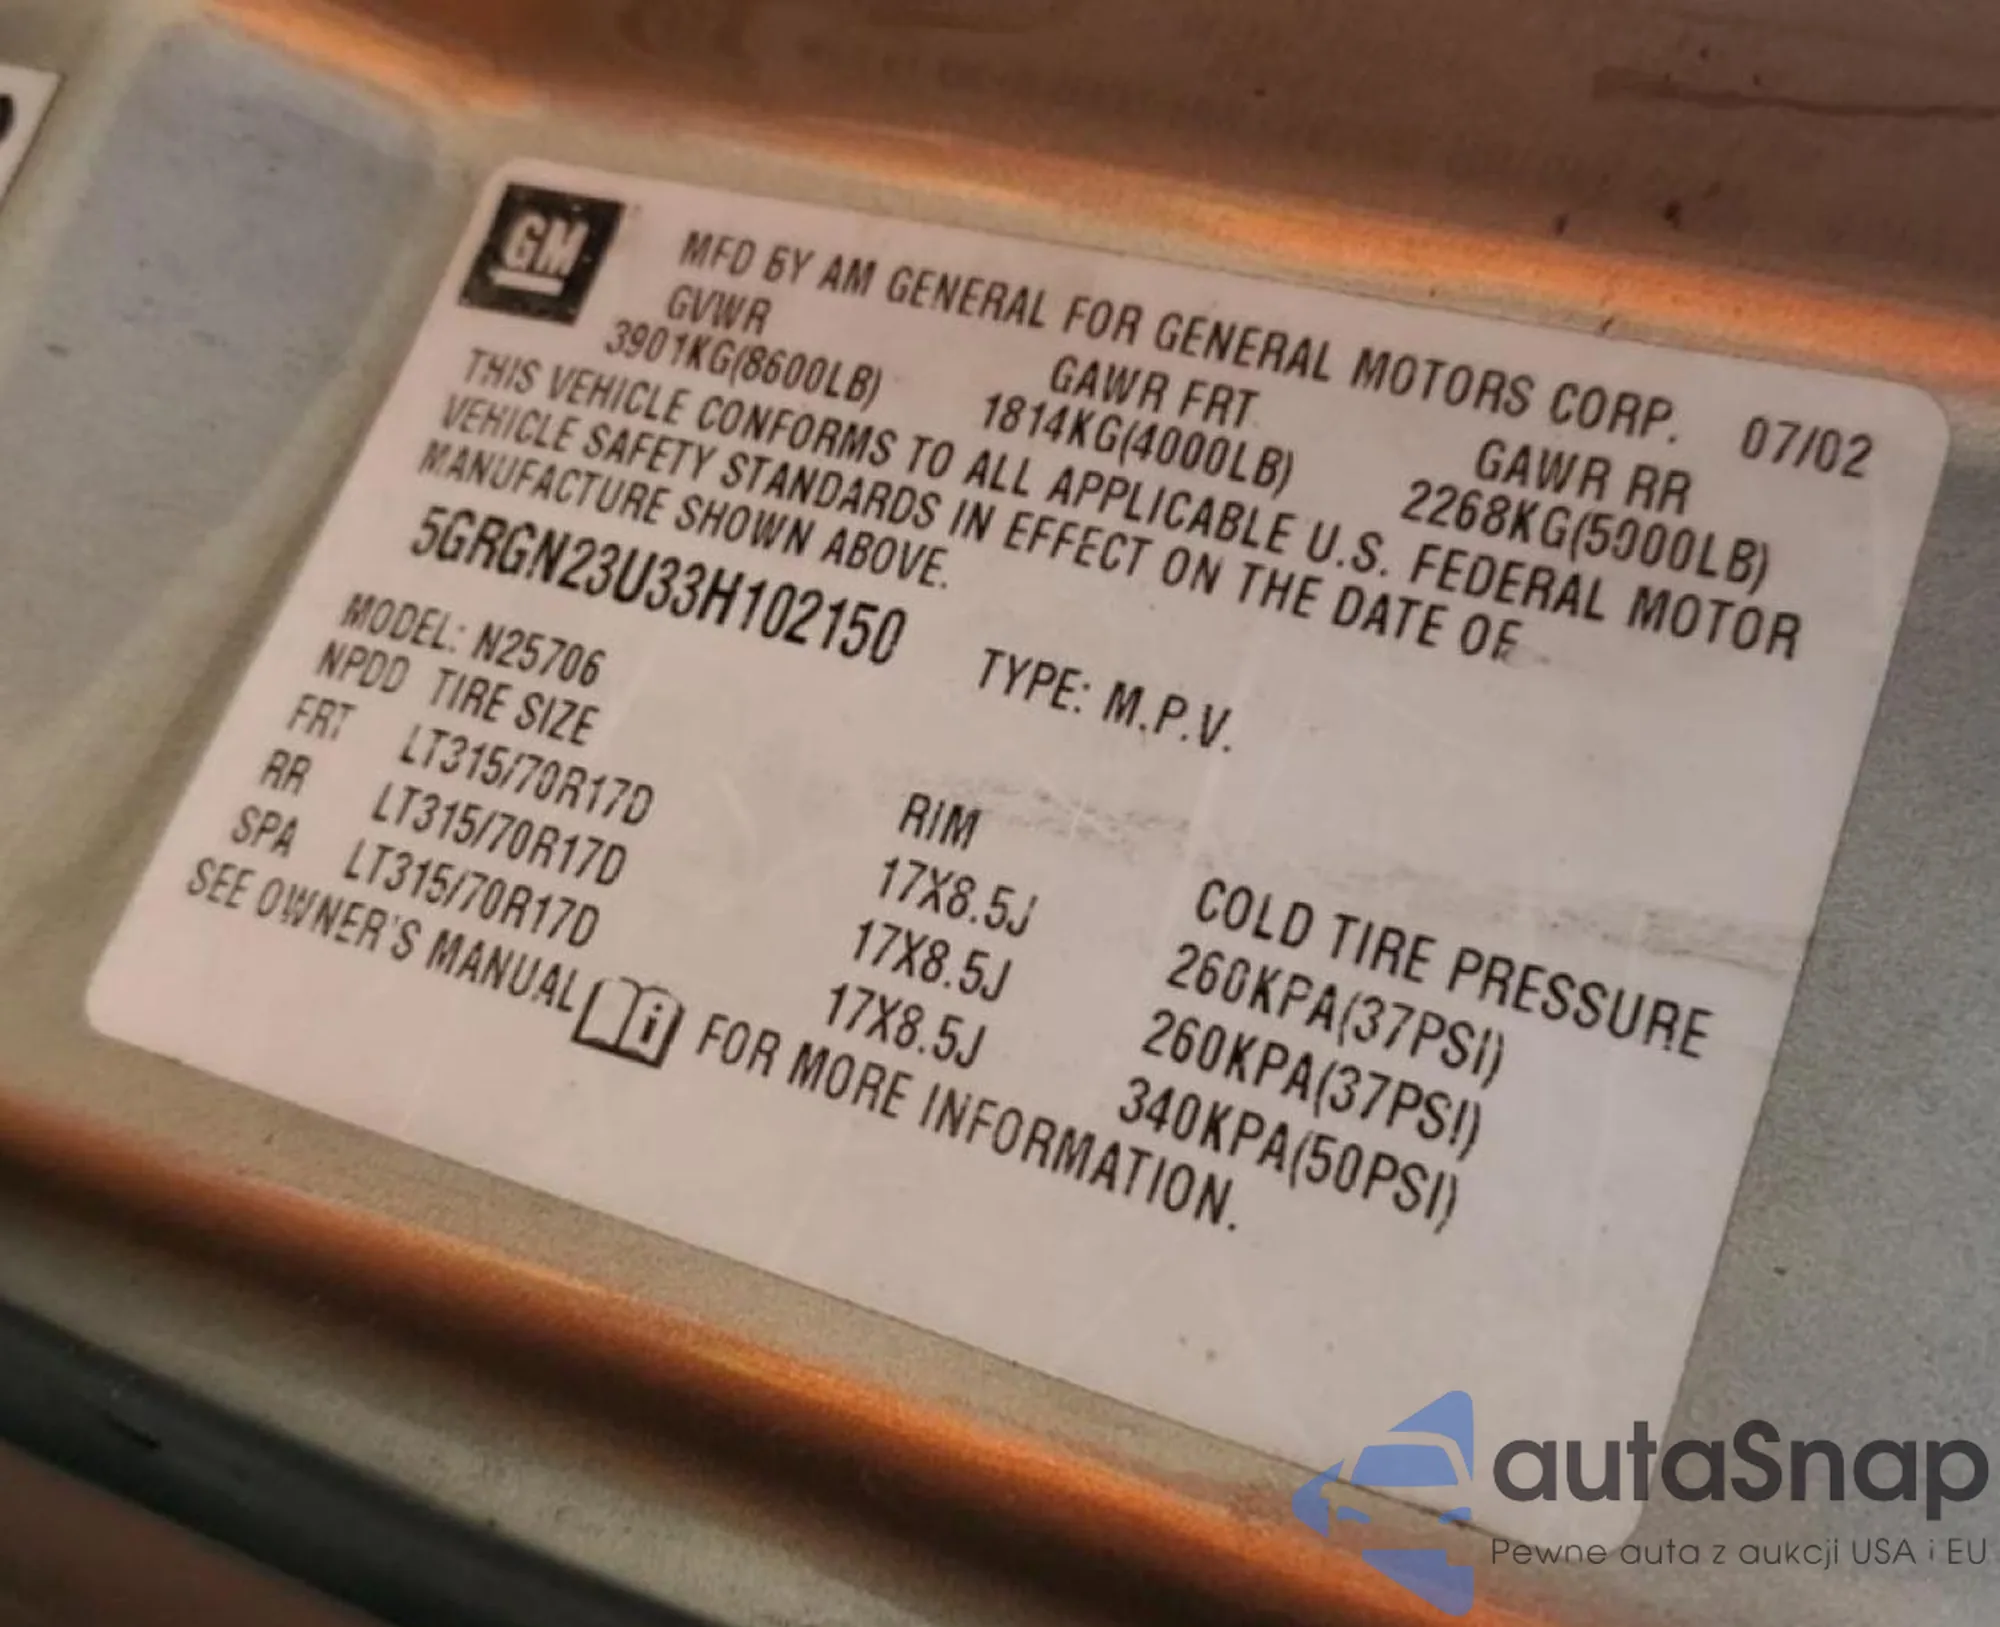 GM
MFD BY AM GENERAL FOR GENERAL MOTORS CORP. 07/02
GVWR GAWR FRT GAWR RR
3901KG(8600LB) 1814KG(4000LB) 2268KG(5000LB)
THIS VEHICLE CONFORMS TO ALL APPLICABLE U.S. FEDERAL MOTOR
VEHICLE SAFETY STANDARDS IN EFFECT ON THE DATE OF
MANUFACTURE SHOWN ABOVE.
5GRGN23U33H102150 TYPE: M.P.V.
MODEL: N25706
NPDD TIRE SIZE RIM COLD TIRE PRESSURE
FRT LT315/70R17D 17X8.5J 260KPA(37PSI)
RR LT315/70R17D 17X8.5J 260KPA(37PSI)
SPA LT315/70R17D 17X8.5J 340KPA(50PSI)
SEE OWNER'S MANUAL i FOR MORE INFORMATION.
autaSnap
Pewne auta z aukcji USA i EU